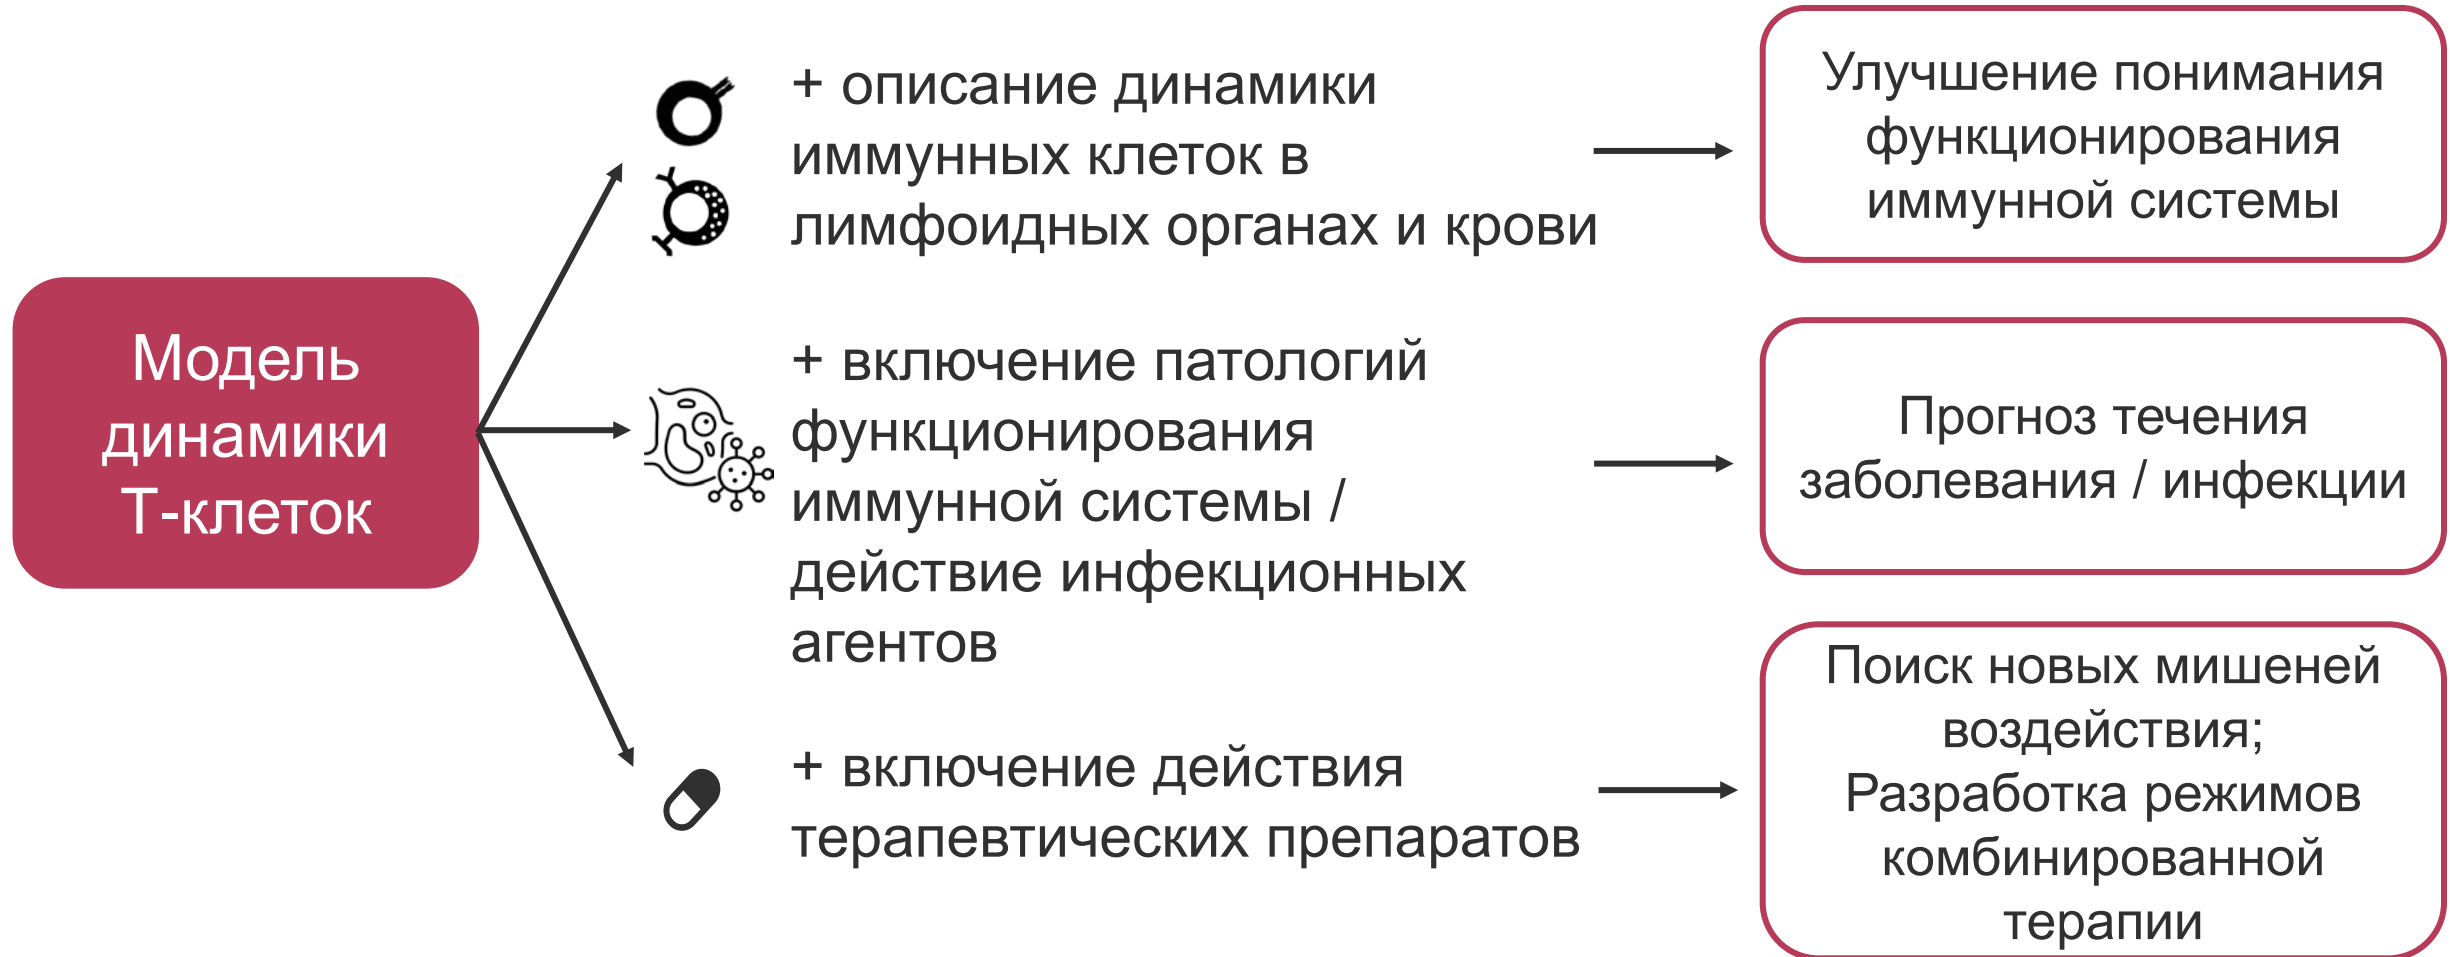 Модель
динамики
Т-клеток
+ описание динамики
иммунных клеток в
лимфоидных органах и крови
Улучшение понимания
функционирования
иммунной системы
+ включение патологий
функционирования
иммунной системы /
действие инфекционных
агентов
Прогноз течения
заболевания / инфекции
+ включение действия
терапевтических препаратов
Поиск новых мишеней
воздействия;
Разработка режимов
комбинированной
терапии